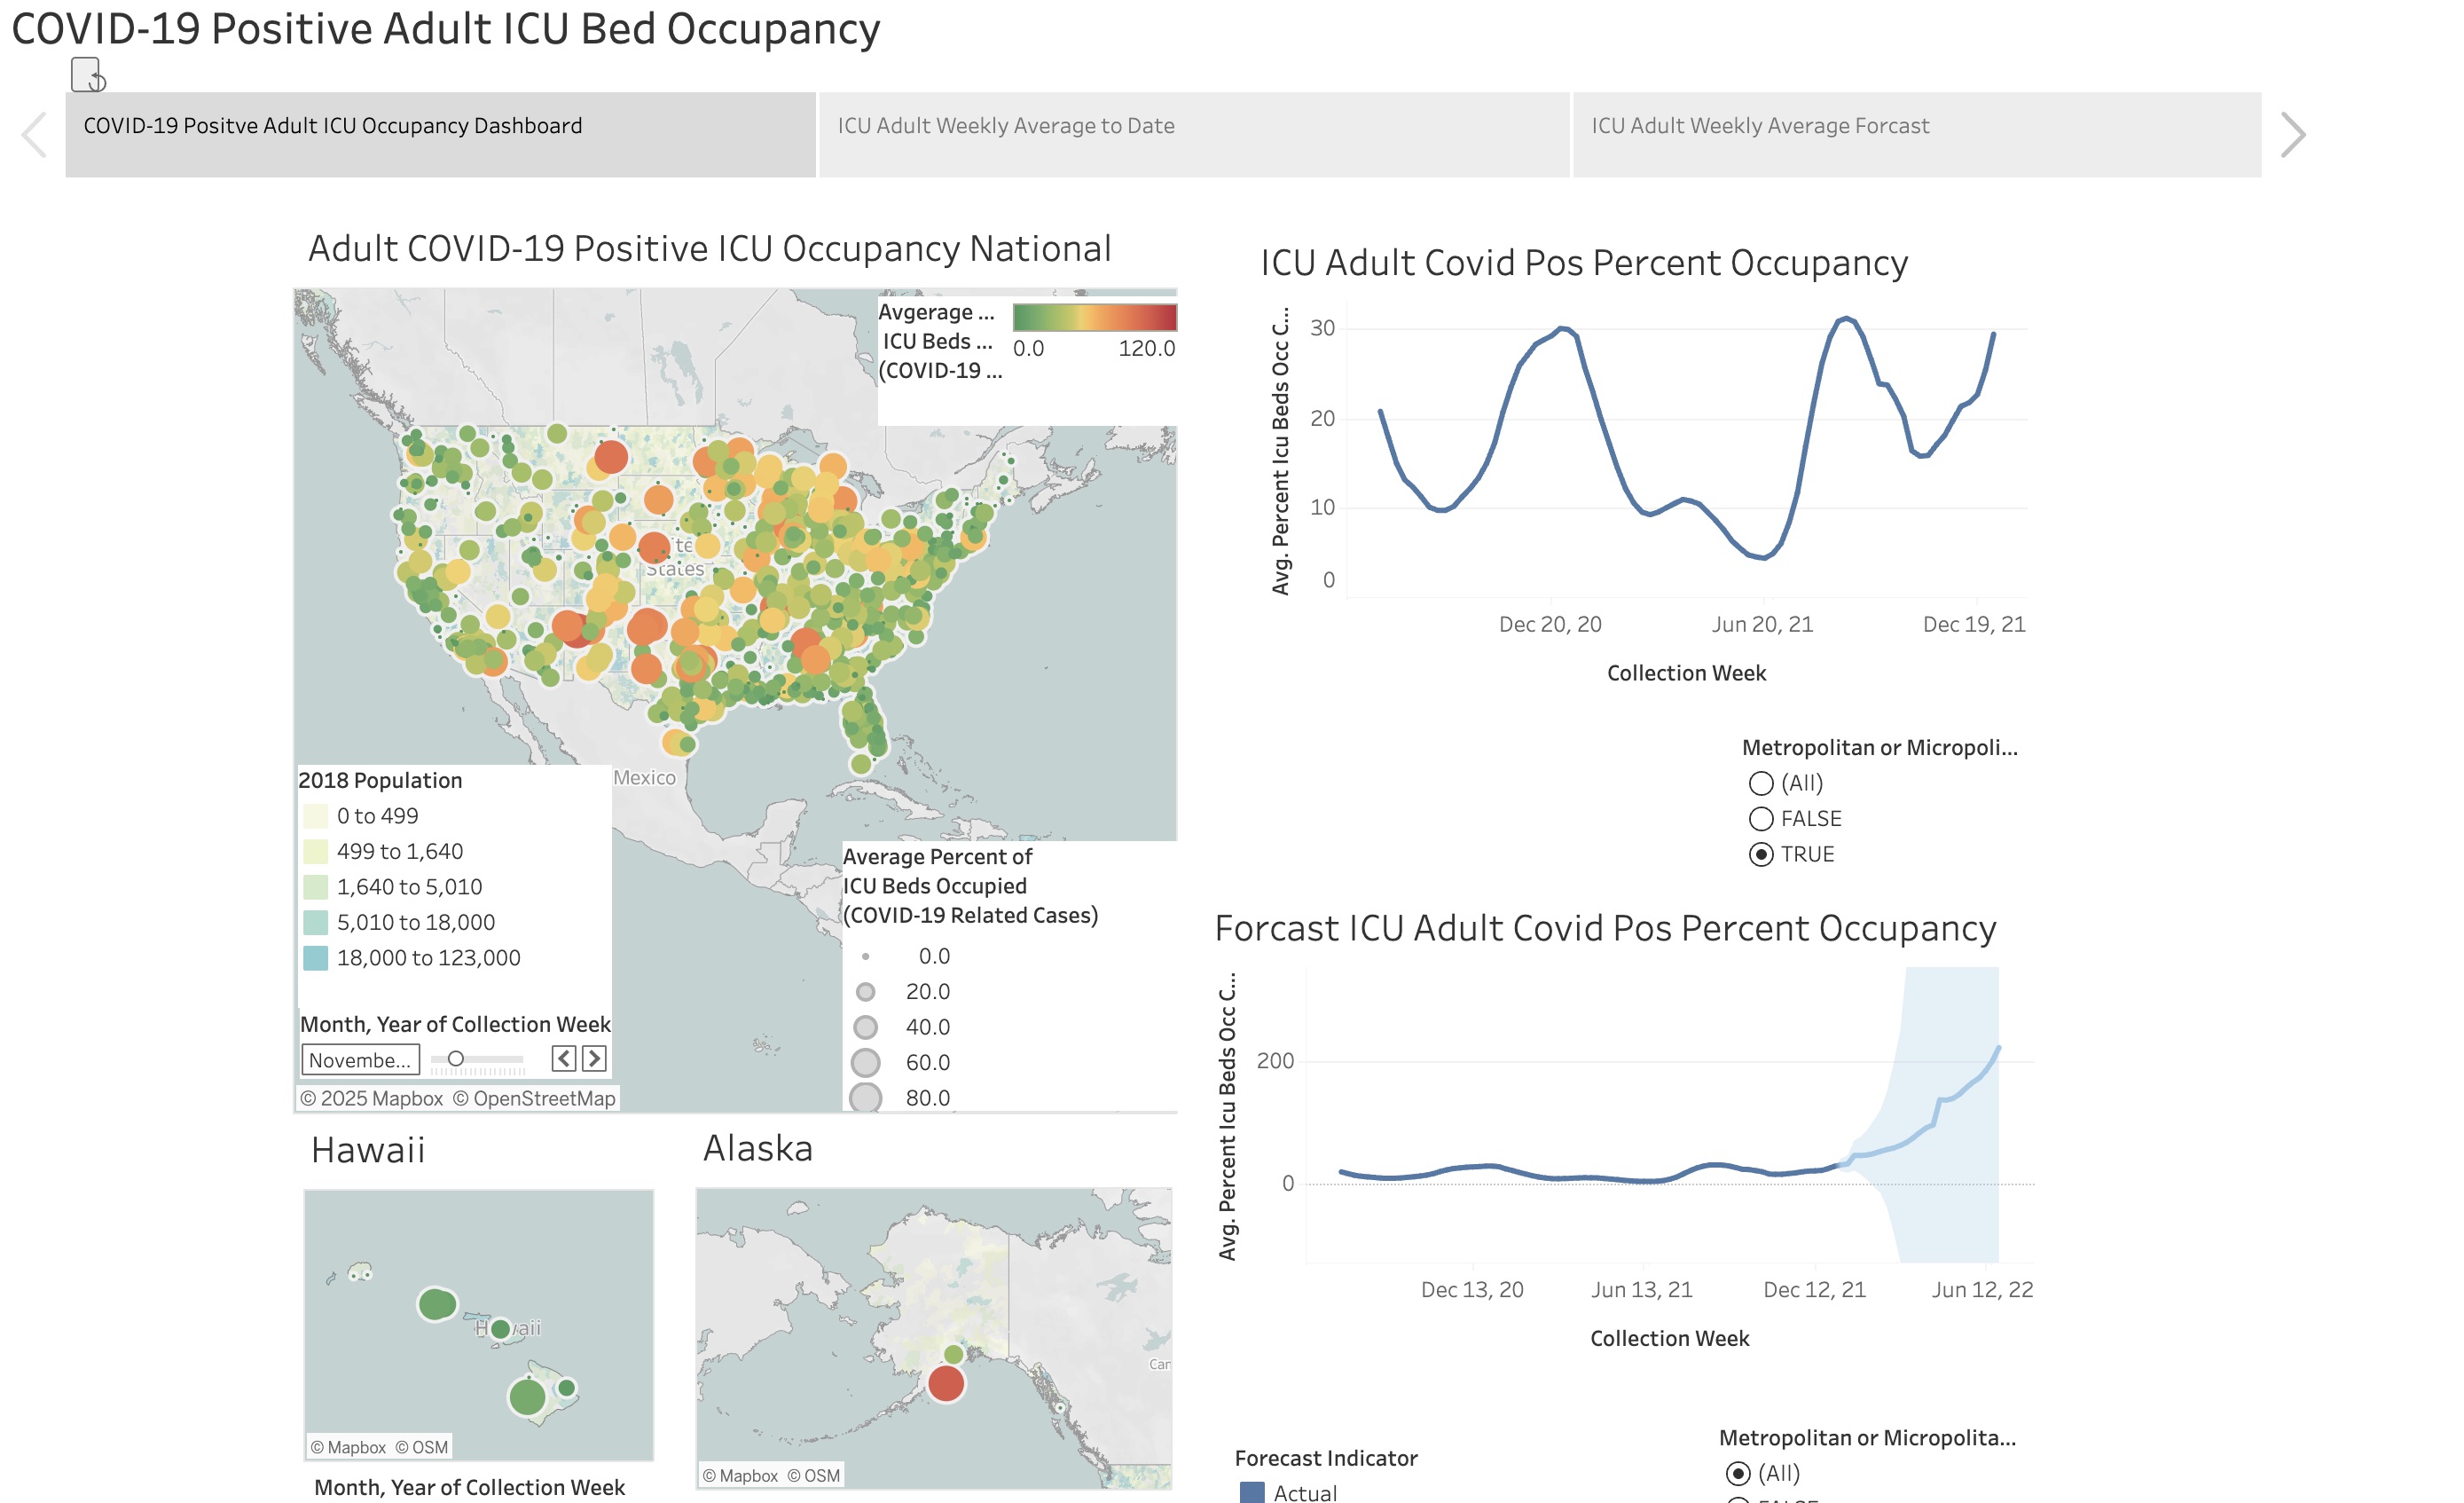 COVID-19 Positive Adult ICU Bed Occupancy
COVID-19 Positve Adult ICU Occupancy Dashboard
ICU Adult Weekly Average to Date
ICU Adult Weekly Average Forcast
Adult COVID-19 Positive ICU Occupancy National
Avgerage ...
ICU Beds ...
(COVID-19 ...
0.0
120.0
States
Mexico
2018 Population
0 to 499
499 to 1,640
1,640 to 5,010
5,010 to 18,000
18,000 to 123,000
Month, Year of Collection Week
Novembe...
© 2025 Mapbox © OpenStreetMap
Average Percent of
ICU Beds Occupied
(COVID-19 Related Cases)
0.0
20.0
40.0
60.0
80.0
Hawaii
© Mapbox © OSM
Month, Year of Collection Week
Alaska
© Mapbox © OSM
ICU Adult Covid Pos Percent Occupancy
Avg. Percent Icu Beds Occ C...
30
20
10
0
Dec 20, 20
Jun 20, 21
Dec 19, 21
Collection Week
Metropolitan or Micropoli...
(All)
FALSE
TRUE
Forcast ICU Adult Covid Pos Percent Occupancy
Avg. Percent Icu Beds Occ C...
200
0
Dec 13, 20
Jun 13, 21
Dec 12, 21
Jun 12, 22
Collection Week
Forecast Indicator
Actual
Metropolitan or Micropolita...
(All)